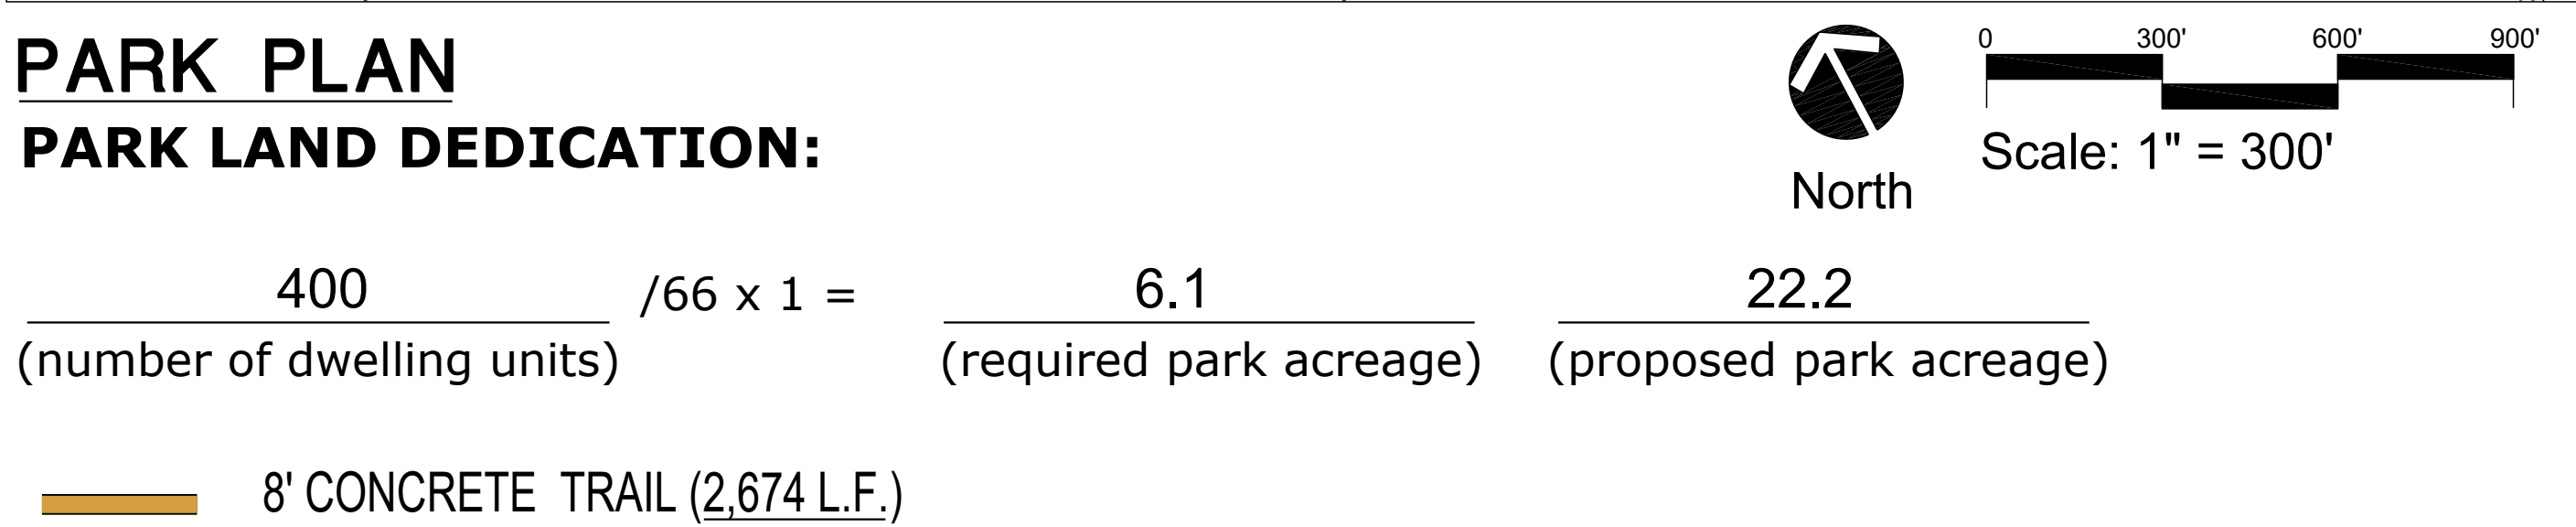 PARK PLAN
PARK LAND DEDICATION:
North
0 300' 600' 900'
Scale: 1" = 300'
400 /66 x 1 = 6.1 22.2
(number of dwelling units) (required park acreage) (proposed park acreage)
8' CONCRETE TRAIL (2,674 L.F.)